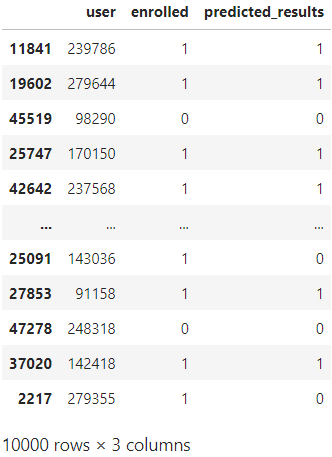 user enrolled predicted_results
11841 239786 1 1
19602 279644 1 1
45519 98290 0 0
25747 170150 1 1
42642 237568 1 1
... ... ... ...
25091 143036 1 0
27853 91158 1 1
47278 248318 0 0
37020 142418 1 1
2217 279355 1 0
10000 rows × 3 columns